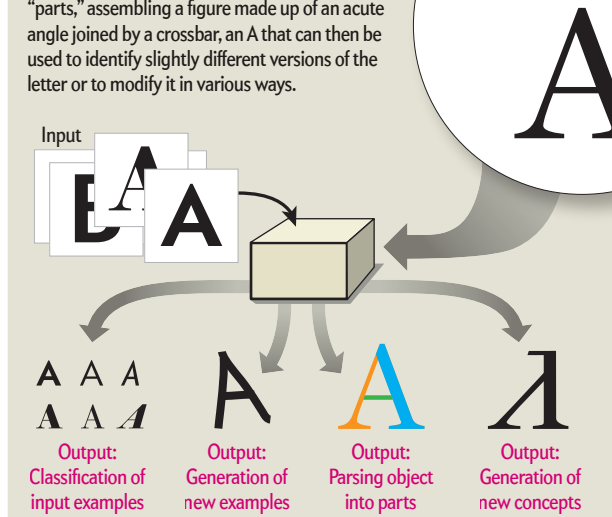 "parts," assembling a figure made up of an acute
angle joined by a crossbar, an A that can then be
used to identify slightly different versions of the
letter or to modify it in various ways.
Input
B
A
A
A
A A A
A A A
A
A
Output:
Classification of
input examples
Output:
Generation of
new examples
Output:
Parsing object
into parts
Output:
Generation of
new concepts